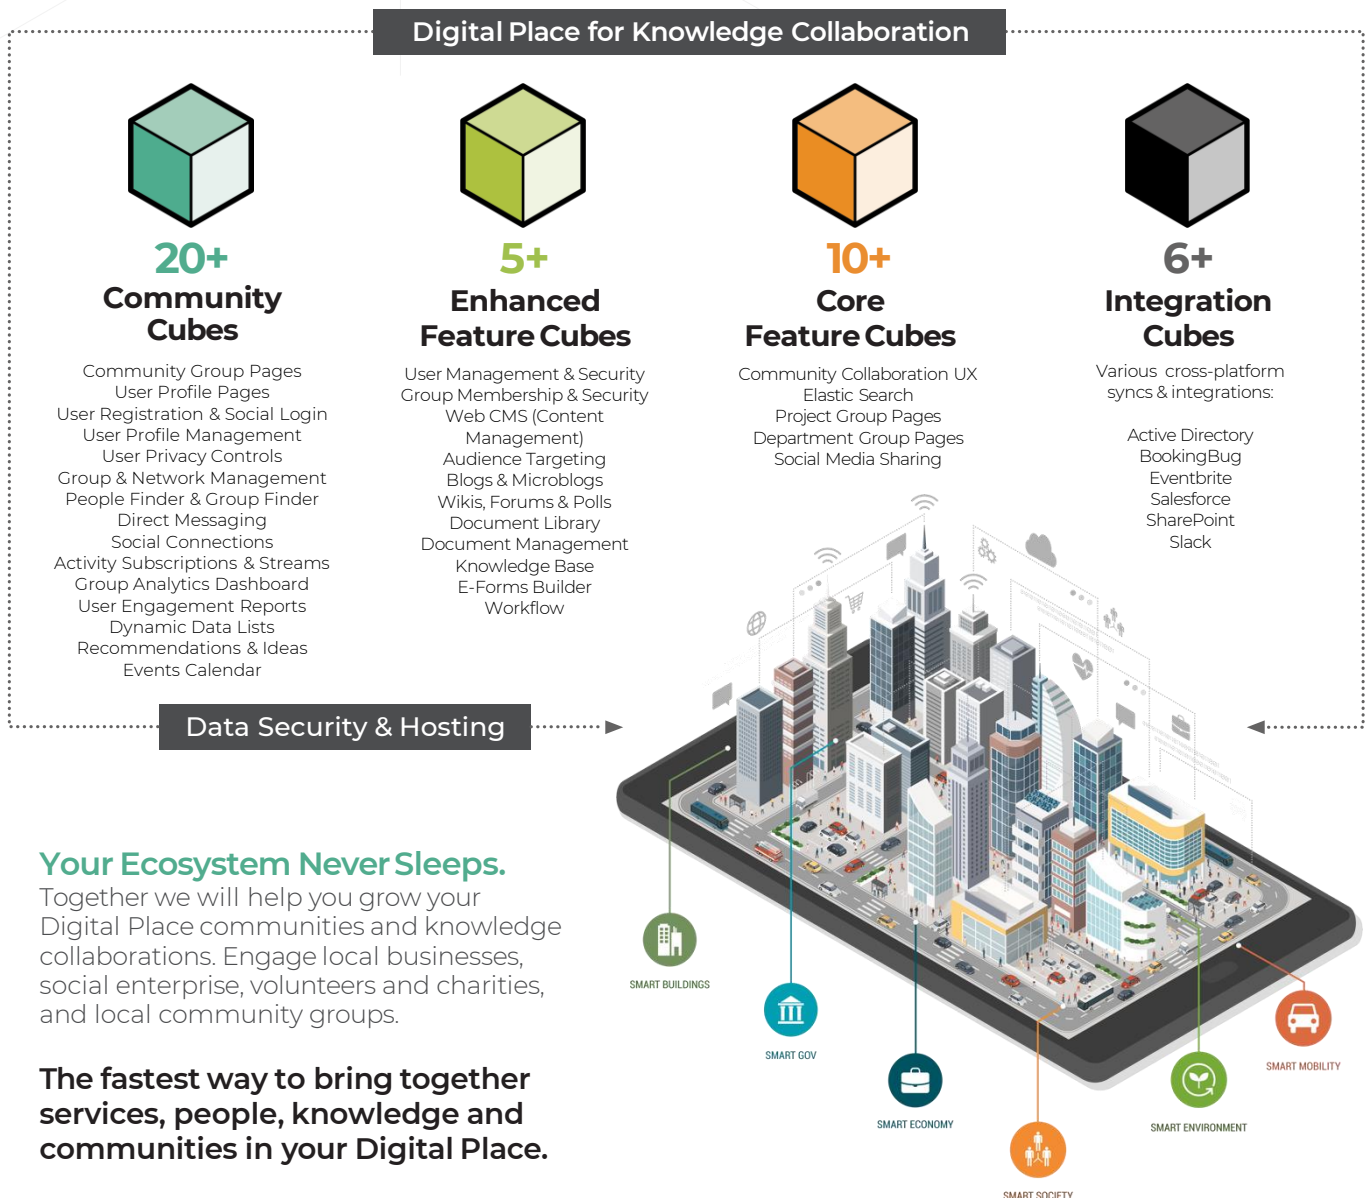 Digital Place for Knowledge Collaboration
20+
Community
Cubes
Community Group Pages
User Profile Pages
User Registration & Social Login
User Profile Management
User Privacy Controls
Group & Network Management
People Finder & Group Finder
Direct Messaging
Social Connections
Activity Subscriptions & Streams
Group Analytics Dashboard
User Engagement Reports
Dynamic Data Lists
Recommendations & Ideas
Events Calendar
5+
Enhanced
Feature Cubes
User Management & Security
Group Membership & Security
Web CMS (Content
Management)
Audience Targeting
Blogs & Microblogs
Wikis, Forums & Polls
Document Library
Document Management
Knowledge Base
E-Forms Builder
Workflow
10+
Core
Feature Cubes
Community Collaboration UX
Elastic Search
Project Group Pages
Department Group Pages
Social Media Sharing
6+
Integration
Cubes
Various cross-platform
syncs & integrations:
Active Directory
BookingBug
Eventbrite
Salesforce
SharePoint
Slack
Data Security & Hosting
Your Ecosystem Never Sleeps.
Together we will help you grow your
Digital Place communities and knowledge
collaborations. Engage local businesses,
social enterprise, volunteers and charities,
and local community groups.
The fastest way to bring together
services, people, knowledge and
communities in your Digital Place.
SMART BUILDINGS
SMART GOV
SMART ECONOMY
SMART SOCIETY
SMART ENVIRONMENT
SMART MOBILITY